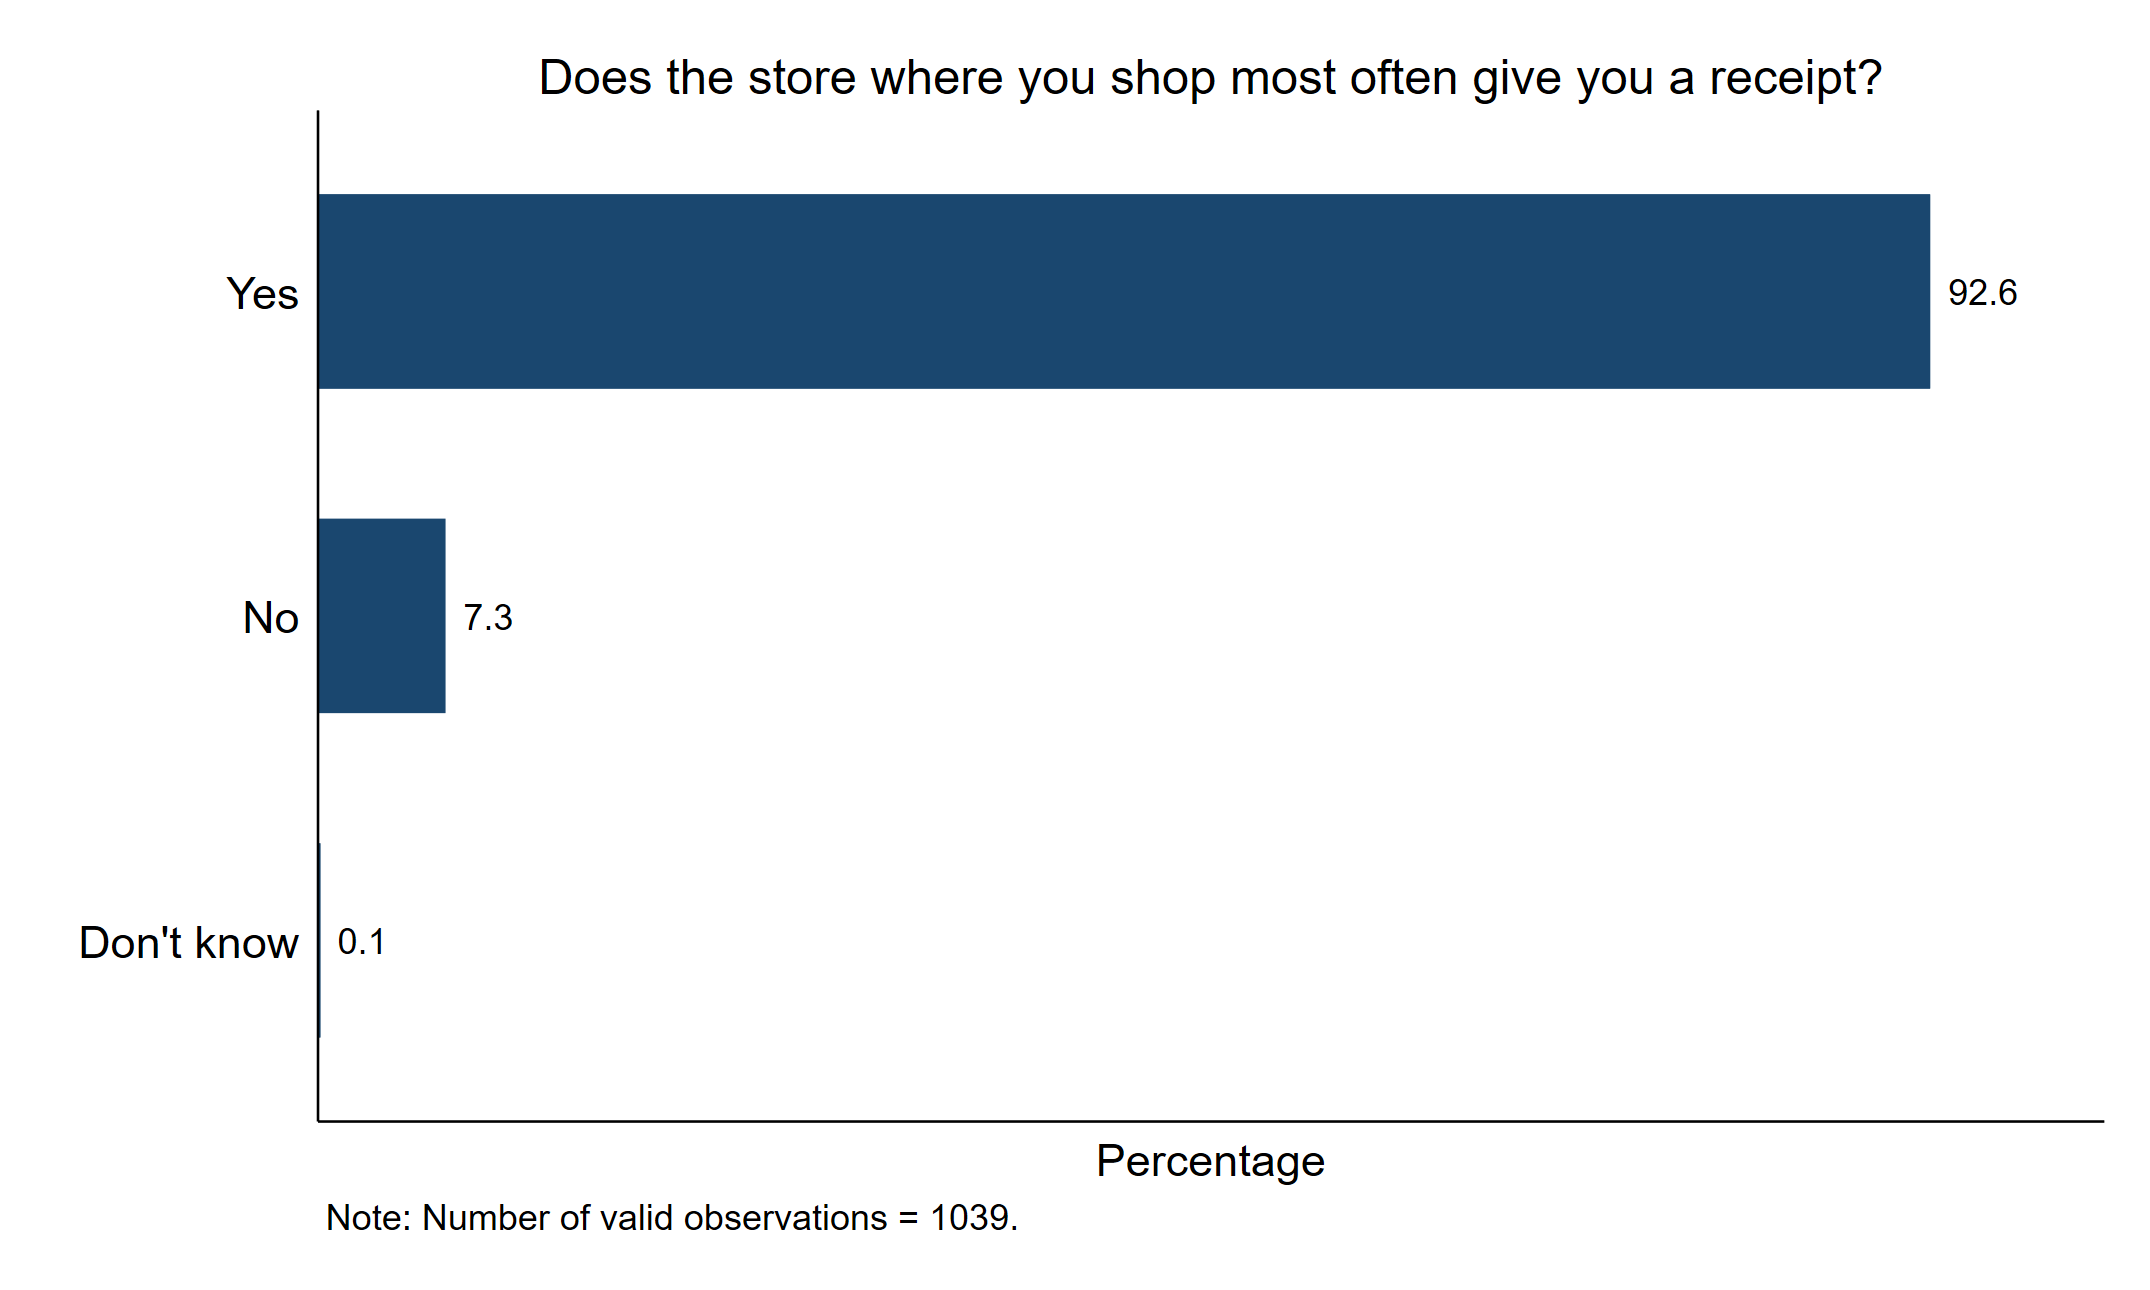 Does the store where you shop most often give you a receipt?
Yes
92.6
No
7.3
Don't know
0.1
Percentage
Note: Number of valid observations = 1039.